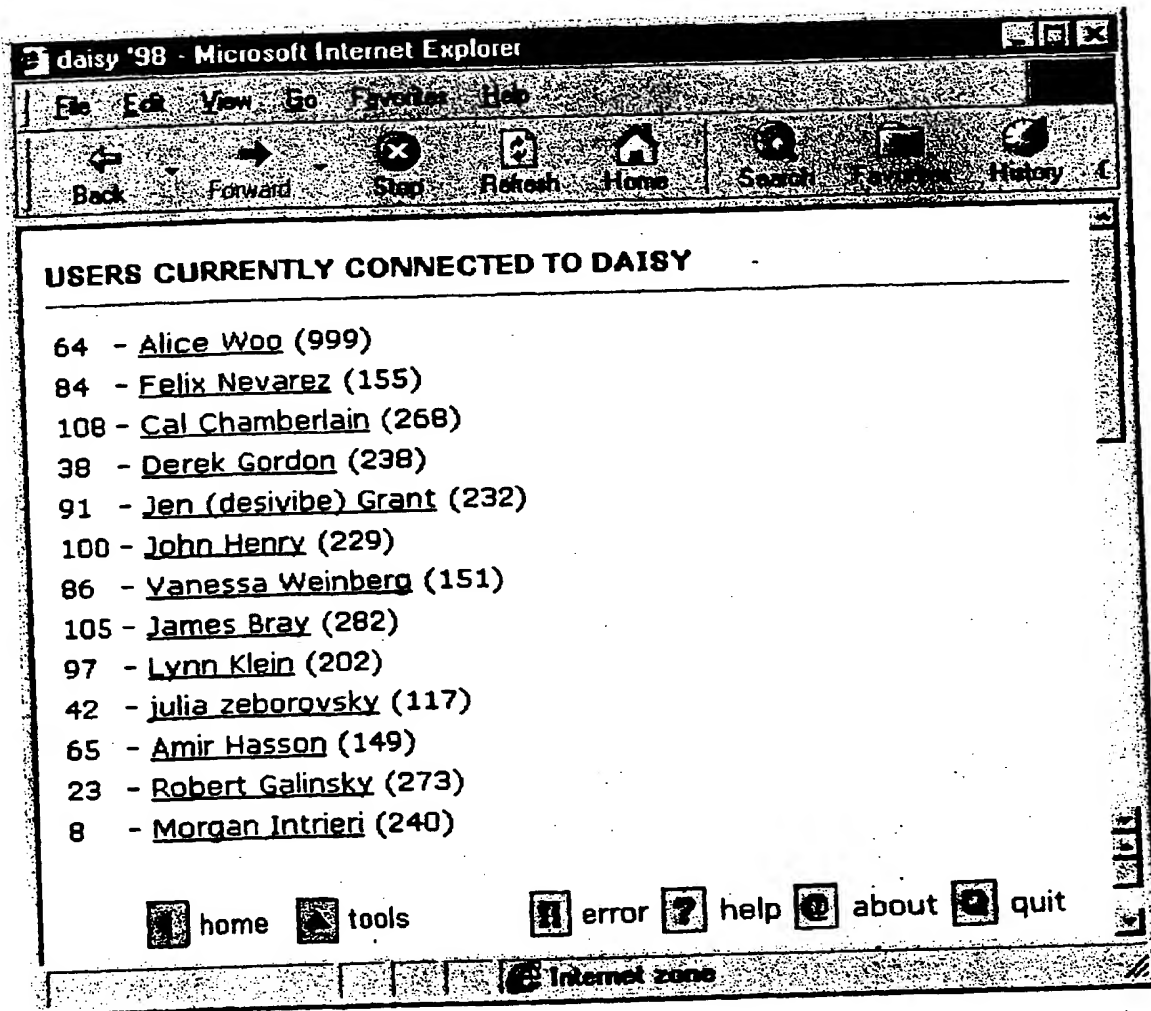 daisy '98 - Microsoft Internet Explorer
File Edit View Go Favorites Help
Back Forward Stop Refresh Home Search Favorites History
USERS CURRENTLY CONNECTED TO DAISY
64 - Alice Woo (999)
84 - Felix Nevarez (155)
108 - Cal Chamberlain (268)
38 - Derek Gordon (238)
91 - Jen (desivibe) Grant (232)
100 - John Henry (229)
86 - Vanessa Weinberg (151)
105 - James Bray (282)
97 - Lynn Klein (202)
42 - julia zeborovsky (117)
65 - Amir Hasson (149)
23 - Robert Galinsky (273)
8 - Morgan Intrieri (240)
home tools !! error ? help @ about quit
Internet zone